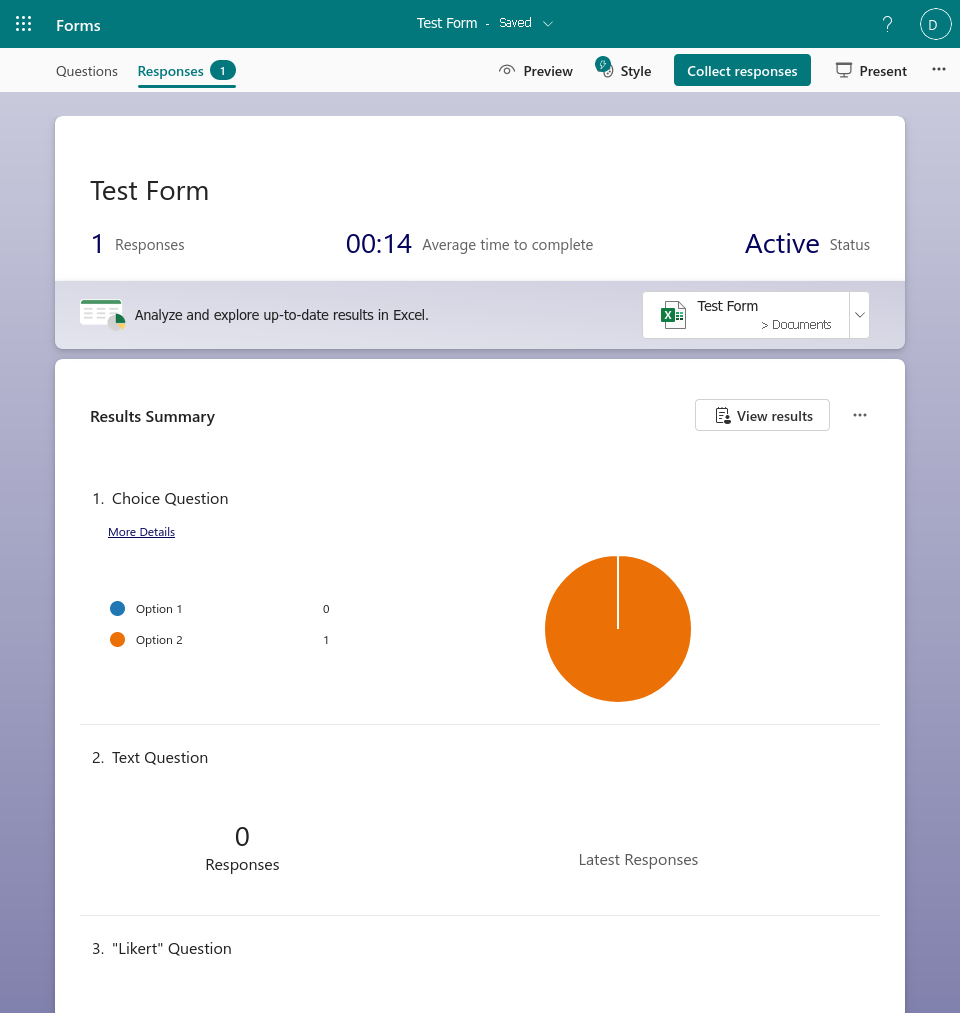 Forms
Test Form - Saved
?
D
Questions Responses 1
Preview Style Collect responses Present
Test Form
1 Responses 00:14 Average time to complete Active Status
Analyze and explore up-to-date results in Excel.
X
Test Form
> Documents
Results Summary
View results
1. Choice Question
More Details
Option 1 0
Option 2 1
2. Text Question
0
Responses
Latest Responses
3. "Likert" Question